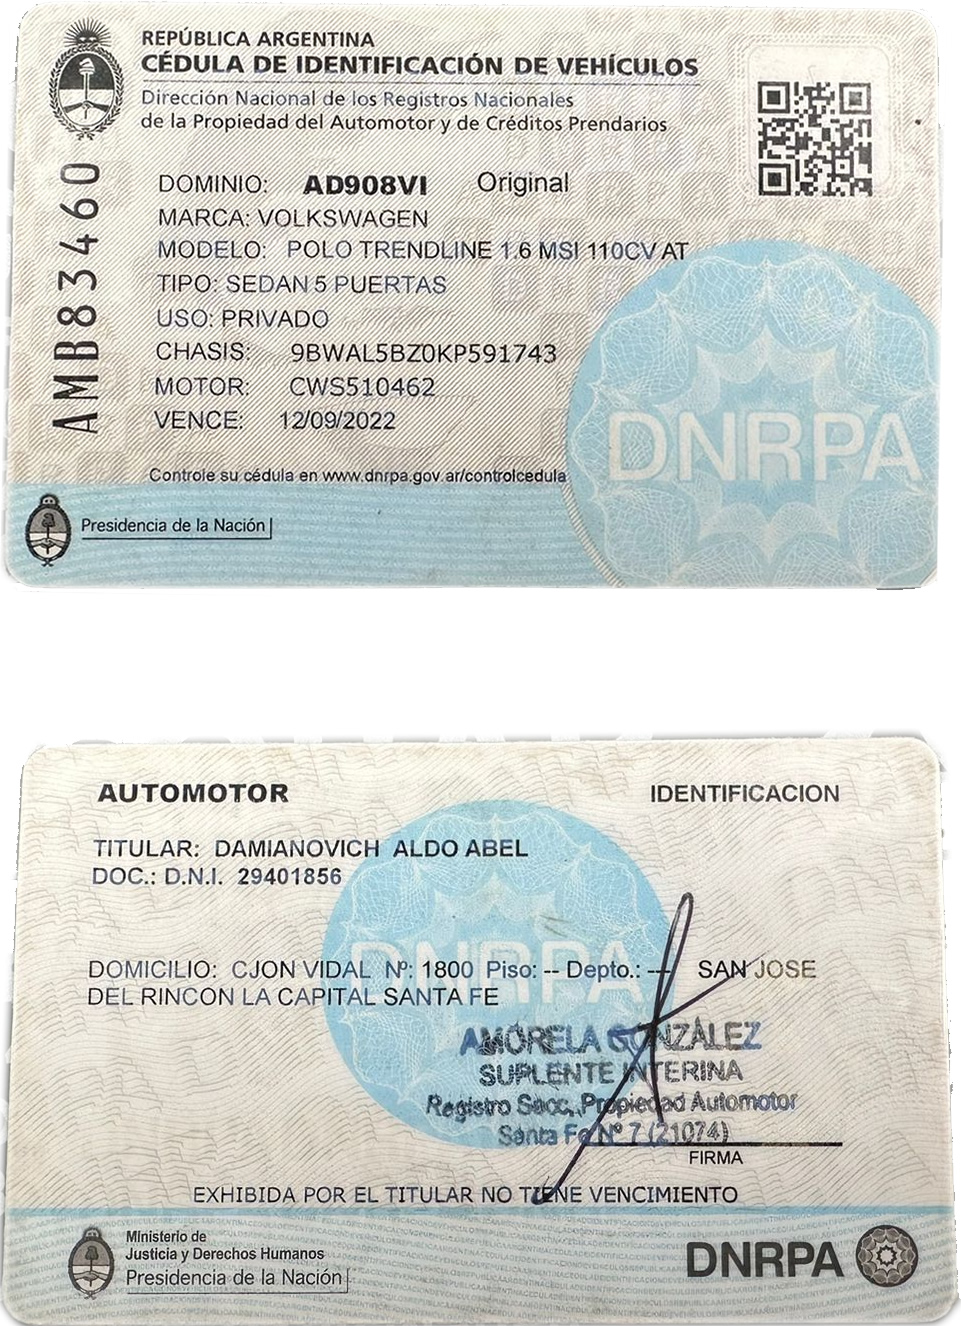 REPÚBLICA ARGENTINA
CÉDULA DE IDENTIFICACIÓN DE VEHÍCULOS
Dirección Nacional de los Registros Nacionales
de la Propiedad del Automotor y de Créditos Prendarios
AMB83460
DOMINIO: AD908VI Original
MARCA: VOLKSWAGEN
MODELO: POLO TRENDLINE 1.6 MSI 110CV AT
TIPO: SEDAN 5 PUERTAS
USO: PRIVADO
CHASIS: 9BWAL5BZ0KP591743
MOTOR: CWS510462
VENCE: 12/09/2022
DNRPA
Controle su cédula en www.dnrpa.gov.ar/controlcedula
Presidencia de la Nación
AUTOMOTOR IDENTIFICACION
TITULAR: DAMIANOVICH ALDO ABEL
DOC.: D.N.I. 29401856
DNRPA
DOMICILIO: CJON VIDAL Nº: 1800 Piso: -- Depto.: --- SAN JOSE
DEL RINCON LA CAPITAL SANTA FE
AMORELA GONZÁLEZ
SUPLENTE INTERINA
Registro Secc. Propiedad Automotor
Santa Fe Nº 7 (21074)
FIRMA
EXHIBIDA POR EL TITULAR NO TIENE VENCIMIENTO
Ministerio de
Justicia y Derechos Humanos
Presidencia de la Nación
DNRPA